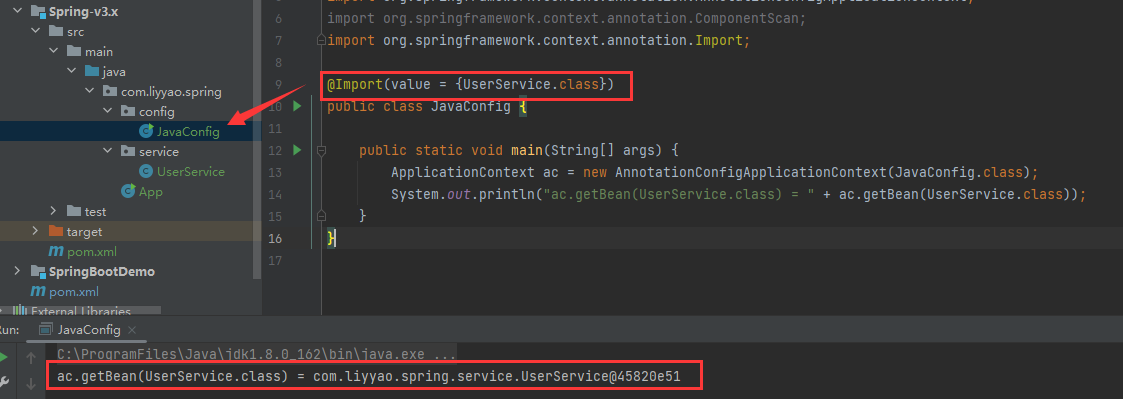 Spring-v3.x
src
main
java
com.liyyao.spring
config
JavaConfig
service
UserService
App
test
target
pom.xml
SpringBootDemo
pom.xml
External Libraries
6 import org.springframework.context.annotation.ComponentScan;
7 import org.springframework.context.annotation.Import;
8
9 @Import(value = {UserService.class})
10 public class JavaConfig {
11
12 public static void main(String[] args) {
13 ApplicationContext ac = new AnnotationConfigApplicationContext(JavaConfig.class);
14 System.out.println("ac.getBean(UserService.class) = " + ac.getBean(UserService.class));
15 }
16 }
17
Run: JavaConfig ×
C:\ProgramFiles\Java\jdk1.8.0_162\bin\java.exe ...
ac.getBean(UserService.class) = com.liyyao.spring.service.UserService@45820e51